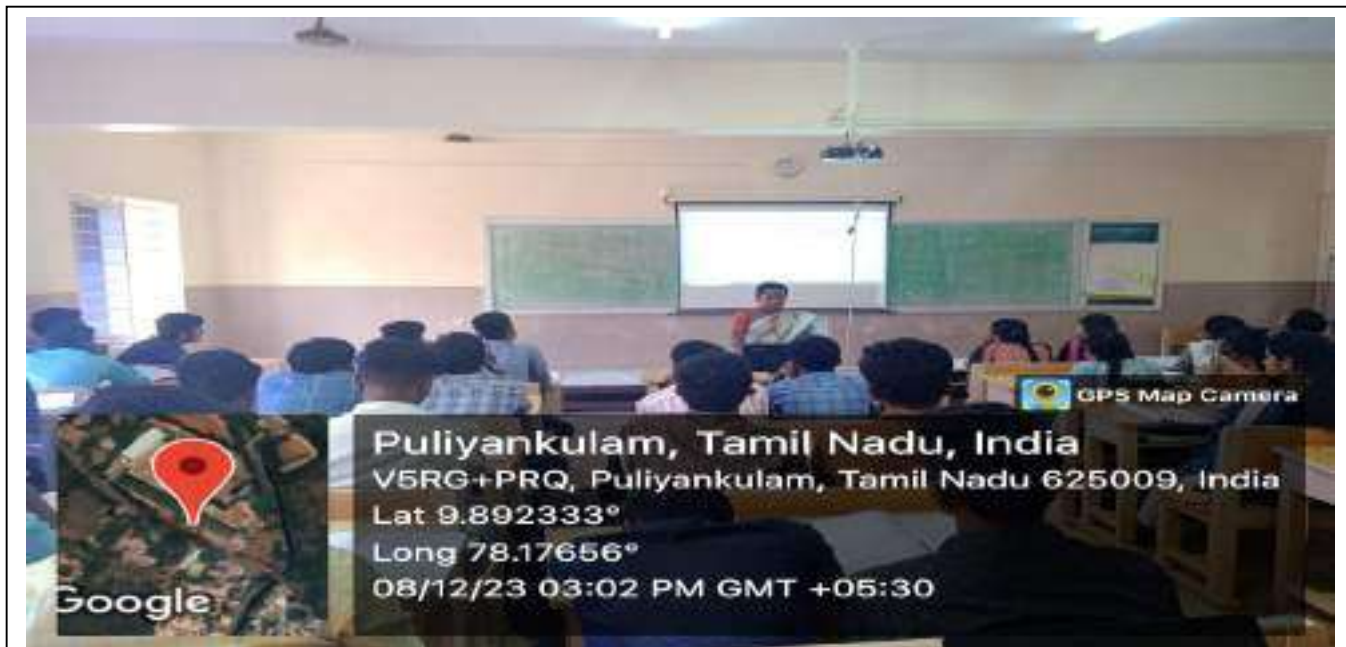 GPS Map Camera
Puliyankulam, Tamil Nadu, India
V5RG+PRQ, Puliyankulam, Tamil Nadu 625009, India
Lat 9.892333°
Long 78.17656°
08/12/23 03:02 PM GMT +05:30
Google